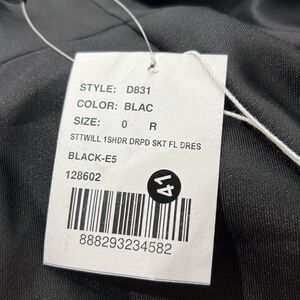 STYLE: D831
COLOR: BLAC
SIZE: 0 R
STTWILL 1SHDR DRPD SKT FL DRES
BLACK-E5
128602
41
888293234582